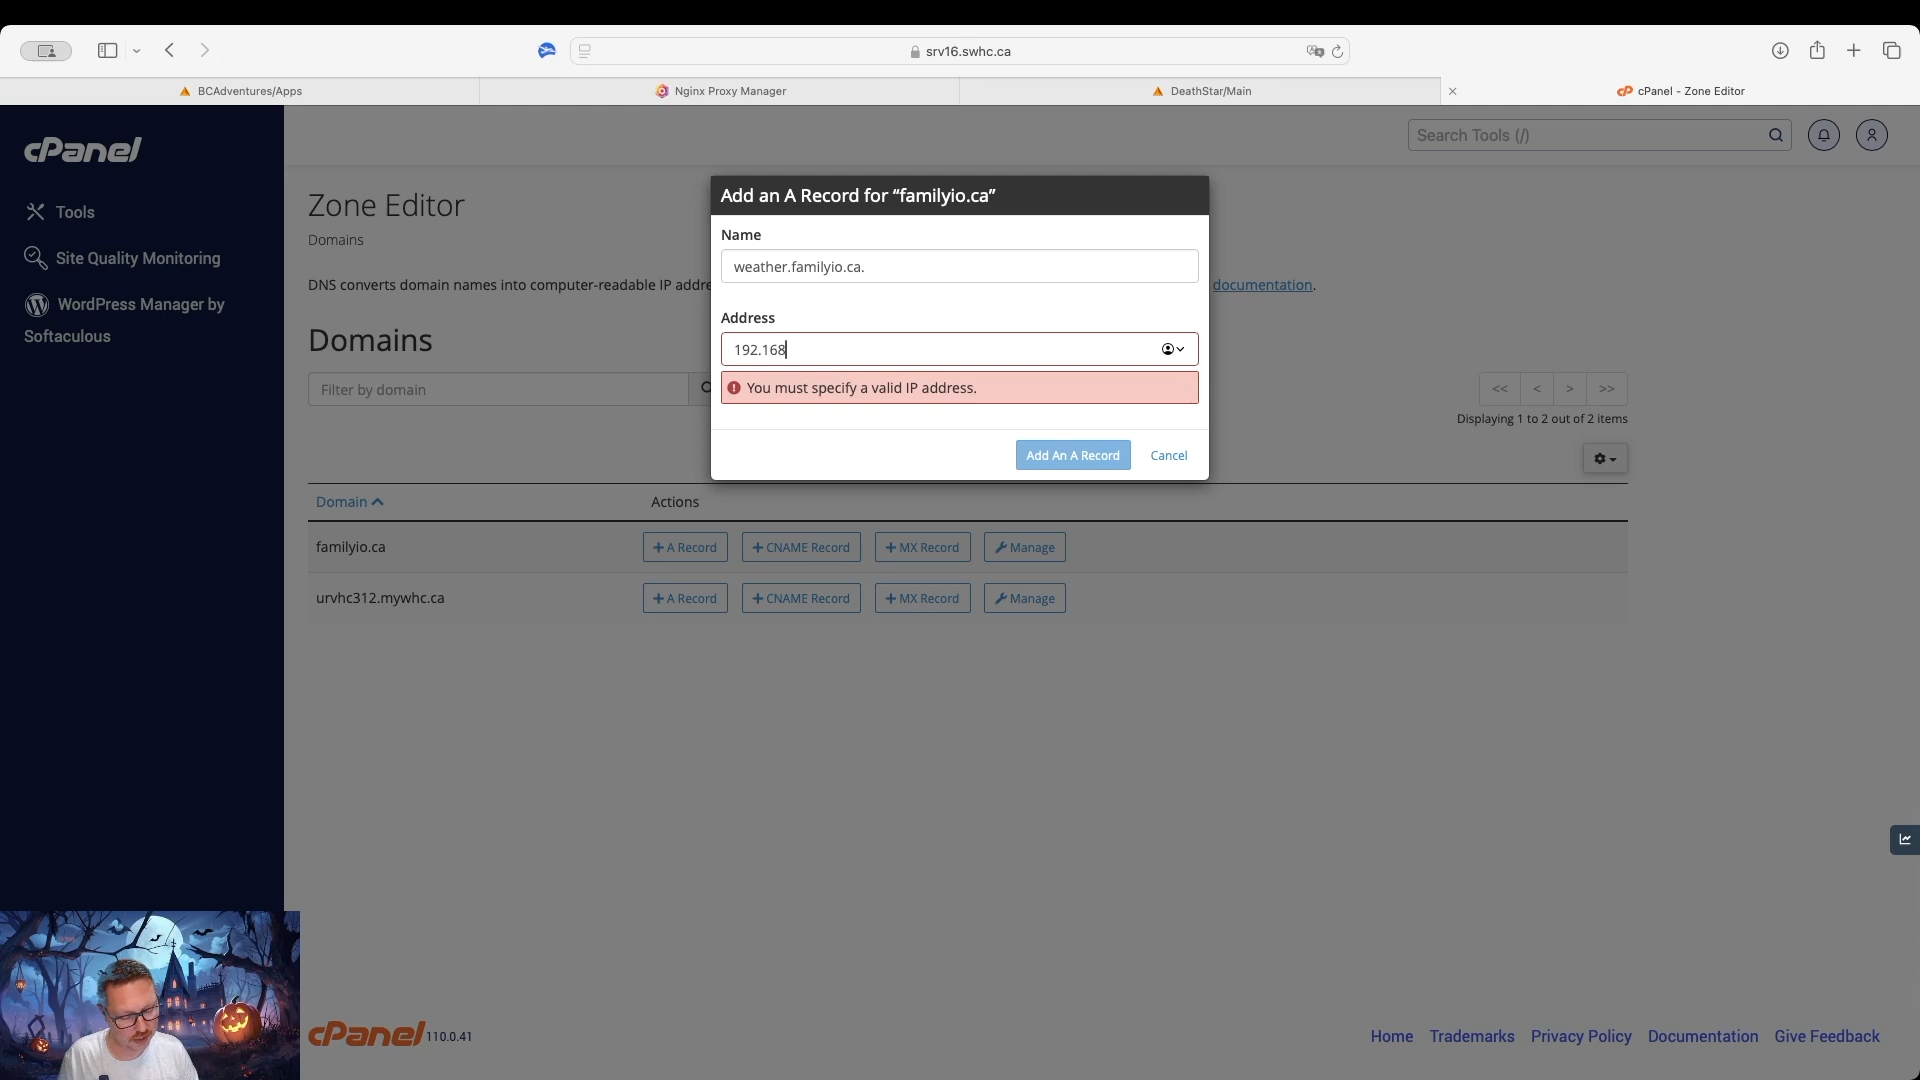 srv16.swhc.ca
BCAdventures/Apps
Nginx Proxy Manager
DeathStar/Main
cPanel - Zone Editor
cPanel
Search Tools (/)
Tools
Site Quality Monitoring
WordPress Manager by
Softaculous
Zone Editor
Domains
DNS converts domain names into computer-readable IP addre
documentation.
Domains
Filter by domain
<< < > >>
Displaying 1 to 2 out of 2 items
Add an A Record for “familyio.ca”
Name
weather.familyio.ca.
Address
192.168
You must specify a valid IP address.
Add An A Record Cancel
Domain Actions
familyio.ca + A Record + CNAME Record + MX Record Manage
urvhc312.mywhc.ca + A Record + CNAME Record + MX Record Manage
cPanel 110.0.41
Home Trademarks Privacy Policy Documentation Give Feedback